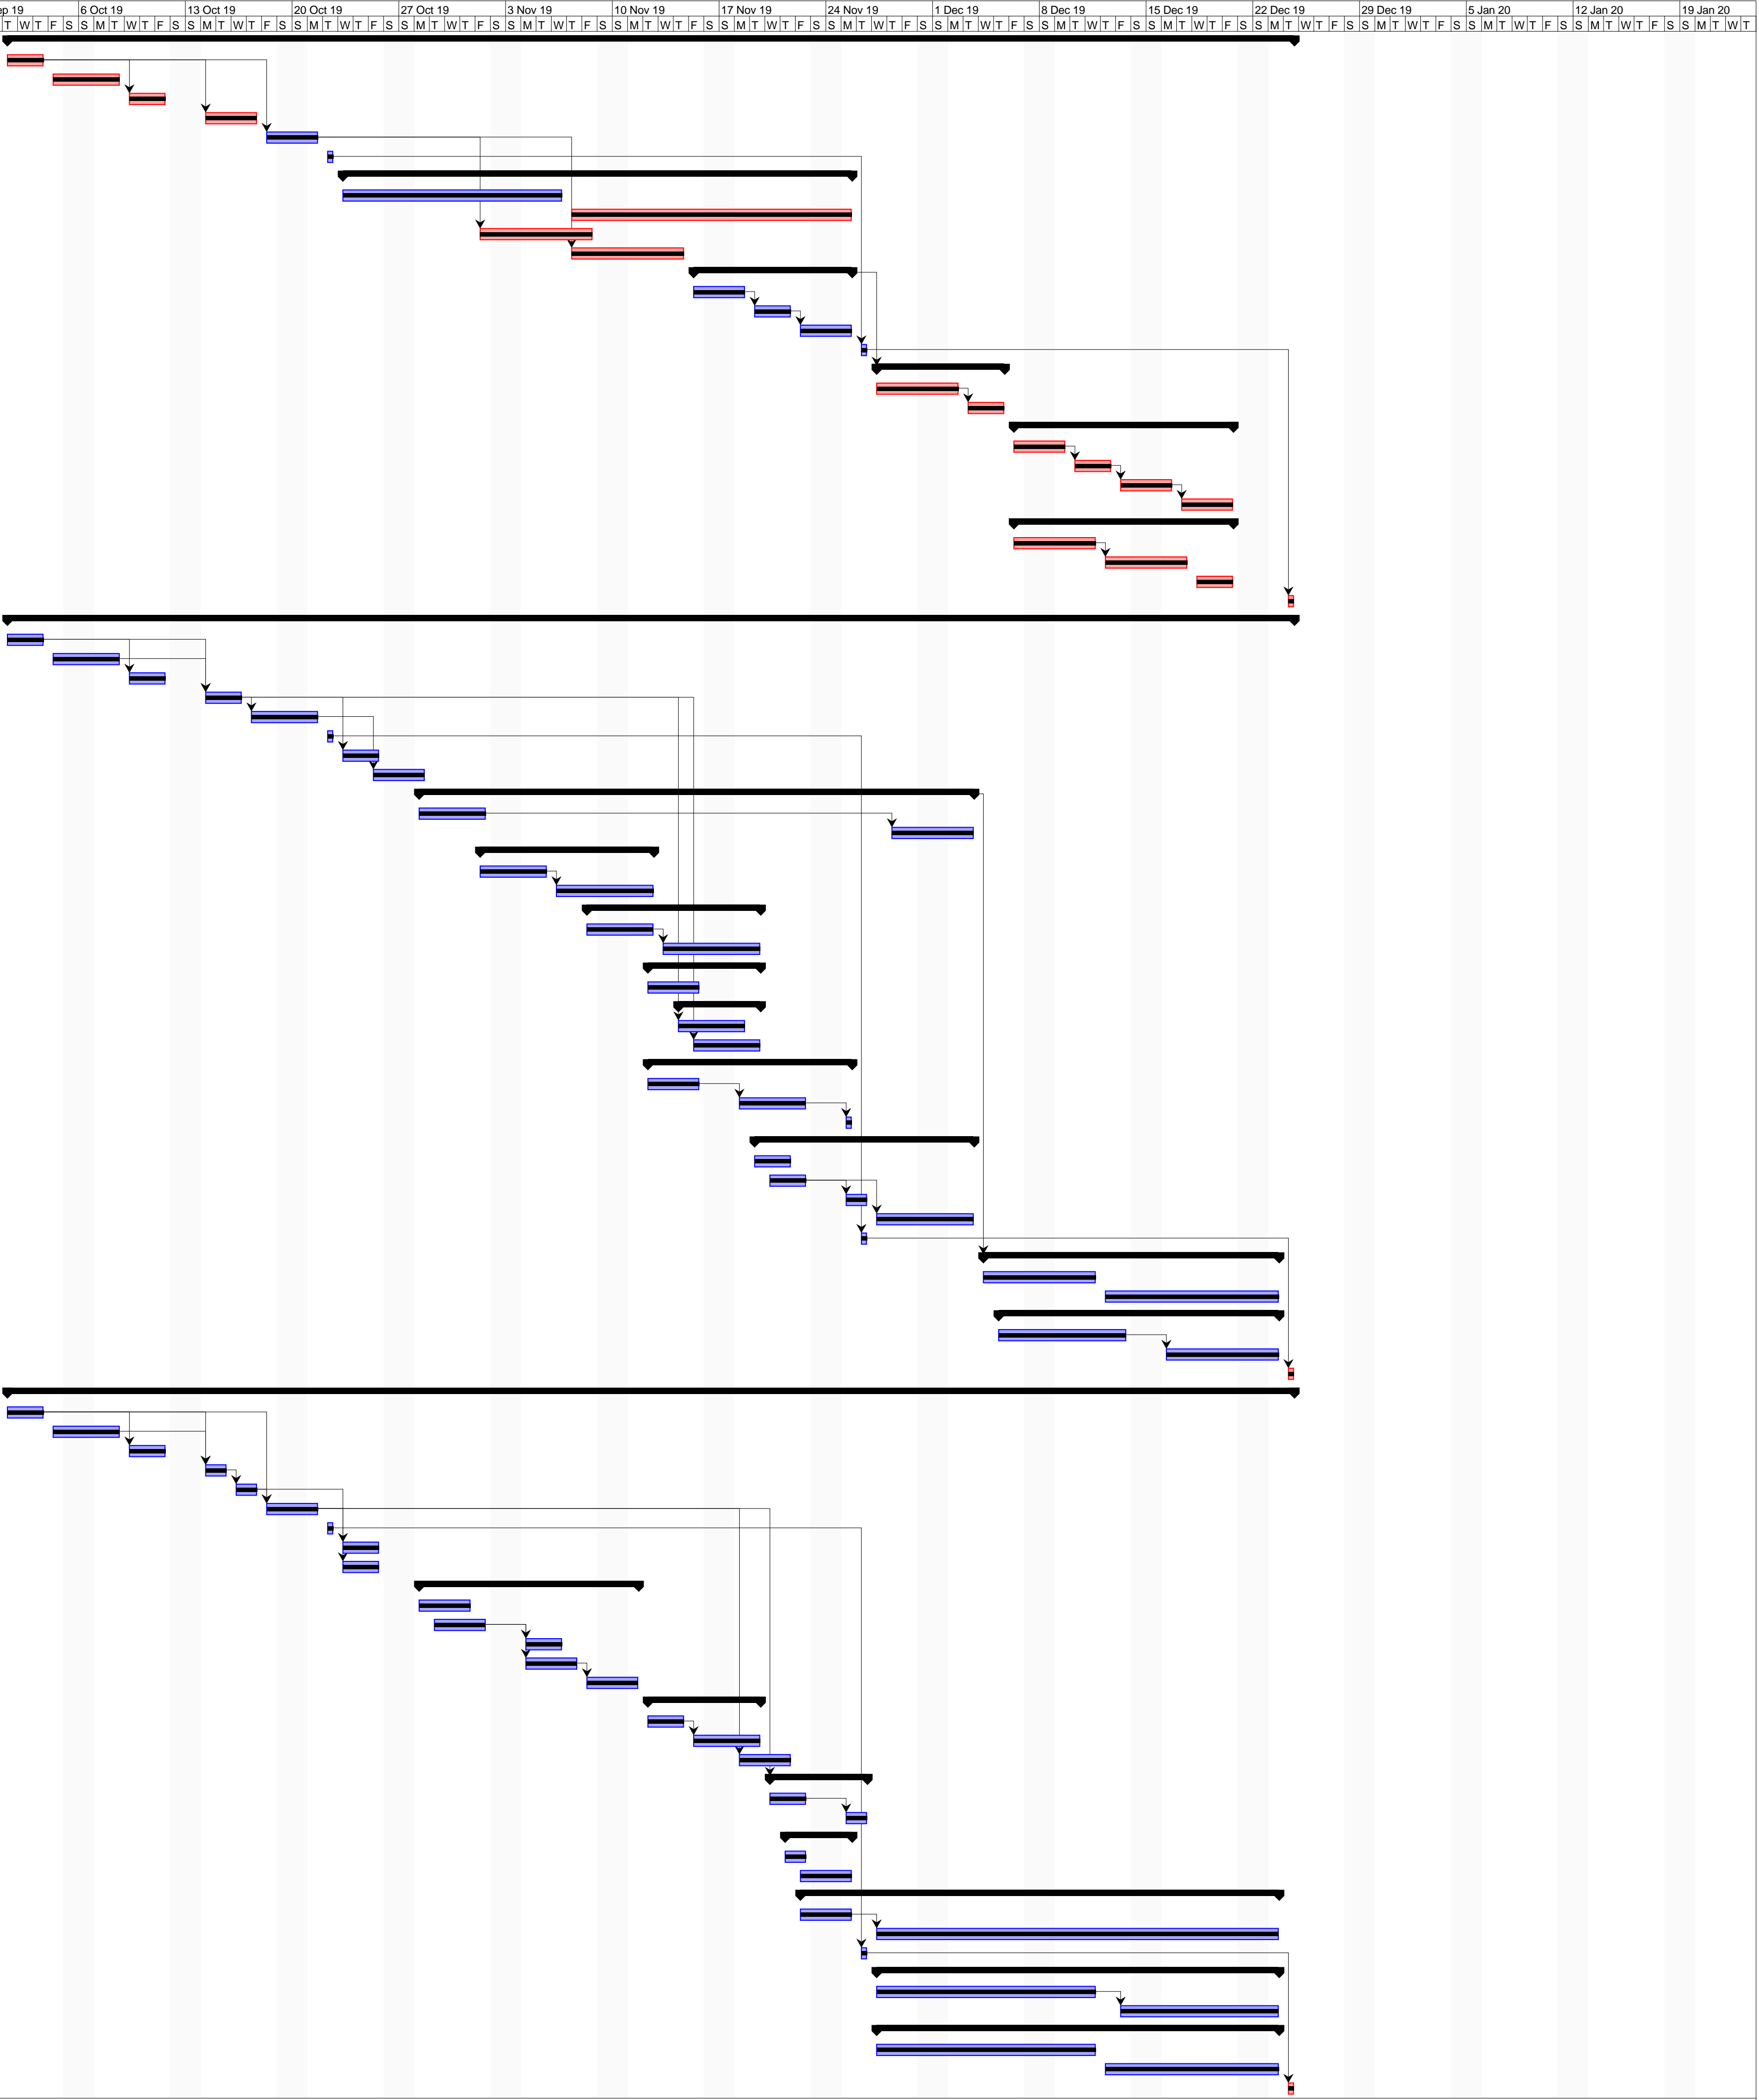 ep 19 6 Oct 19 13 Oct 19 20 Oct 19 27 Oct 19 3 Nov 19 10 Nov 19 17 Nov 19 24 Nov 19 1 Dec 19 8 Dec 19 15 Dec 19 22 Dec 19 29 Dec 19 5 Jan 20 12 Jan 20 19 Jan 20
T W T F S S M T W T F S S M T W T F S S M T W T F S S M T W T F S S M T W T F S S M T W T F S S M T W T F S S M T W T F S S M T W T F S S M T W T F S S M T W T F S S M T W T F S S M T W T F S S M T W T F S S M T W T F S S M T W T